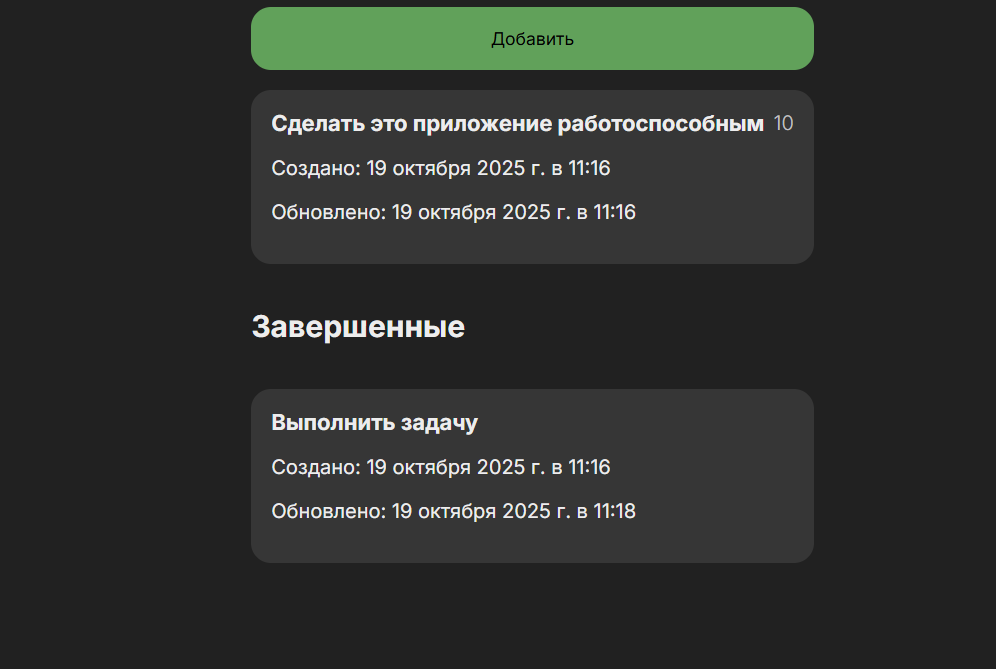 Добавить
Сделать это приложение работоспособным 10
Создано: 19 октября 2025 г. в 11:16
Обновлено: 19 октября 2025 г. в 11:16
Завершенные
Выполнить задачу
Создано: 19 октября 2025 г. в 11:16
Обновлено: 19 октября 2025 г. в 11:18